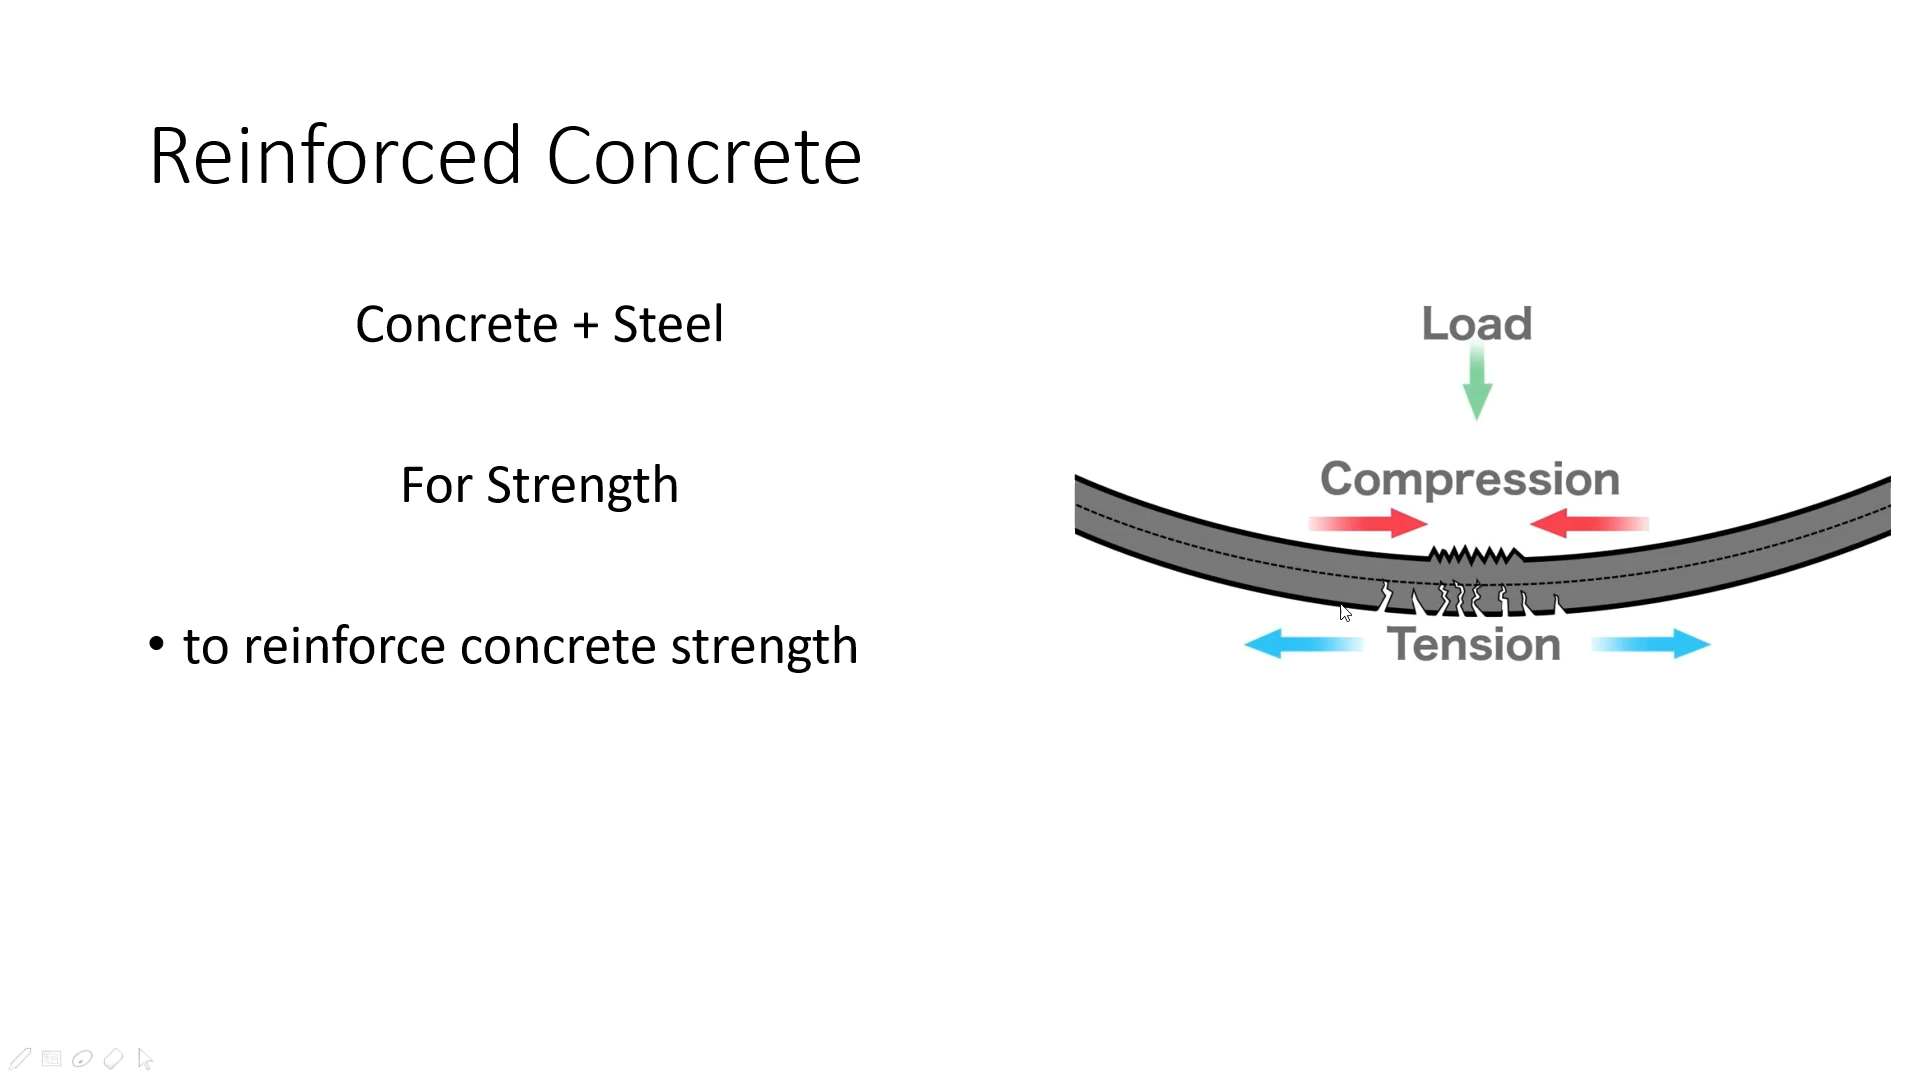 Reinforced Concrete
Concrete + Steel
For Strength
• to reinforce concrete strength
Load
Compression
Tension